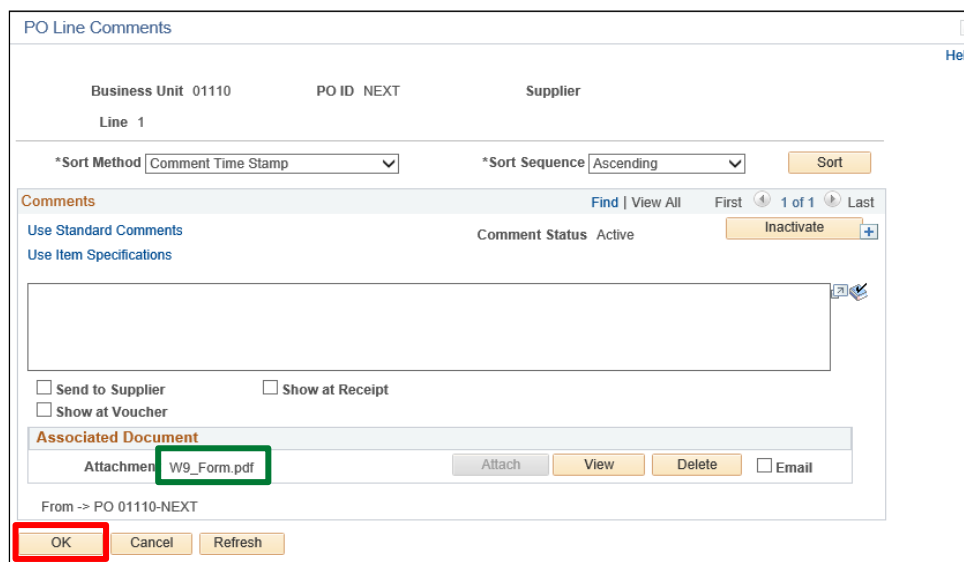 PO Line Comments
Hel
Business Unit 01110 PO ID NEXT Supplier
Line 1
*Sort Method Comment Time Stamp *Sort Sequence Ascending Sort
Comments Find | View All First 1 of 1 Last
Use Standard Comments Comment Status Active Inactivate
Use Item Specifications
Send to Supplier Show at Receipt
Show at Voucher
Associated Document
Attachmen W9_Form.pdf Attach View Delete Email
From -> PO 01110-NEXT
OK Cancel Refresh